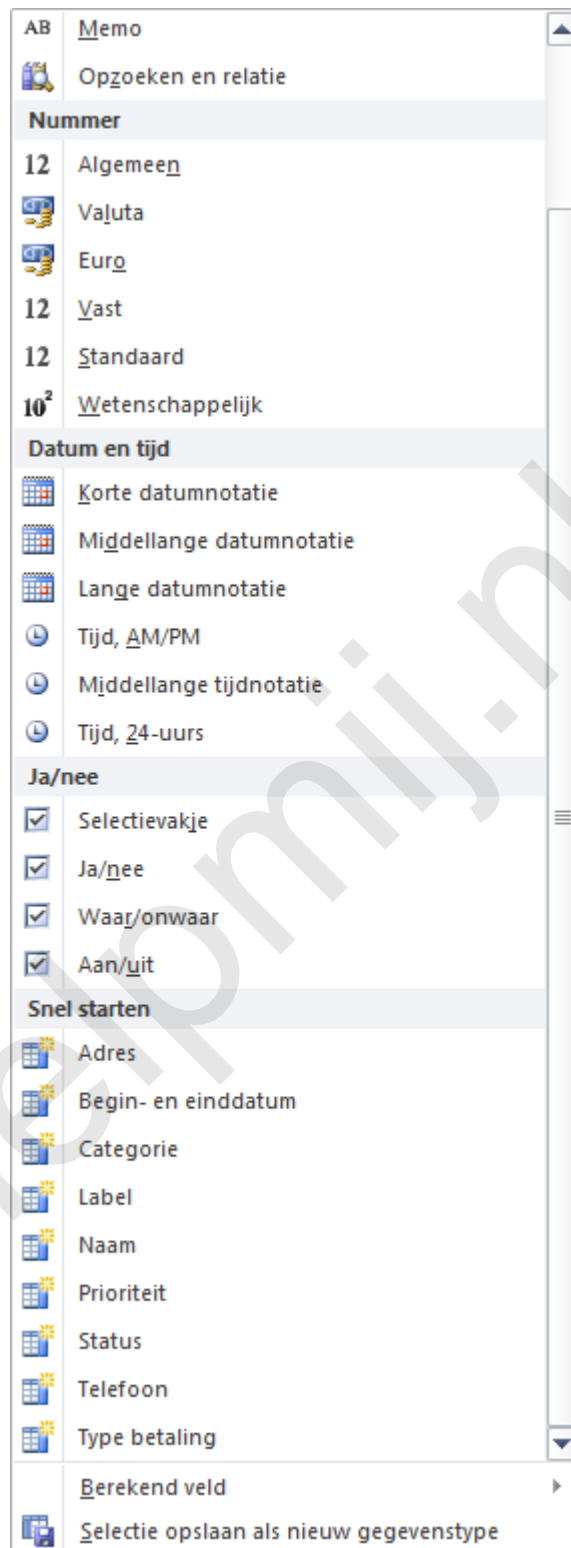 AB Memo
Opzoeken en relatie
Nummer
12 Algemeen
Valuta
Euro
12 Vast
12 Standaard
10² Wetenschappelijk
Datum en tijd
Korte datumnotatie
Middellange datumnotatie
Lange datumnotatie
Tijd, AM/PM
Middellange tijdnotatie
Tijd, 24-uurs
Ja/nee
Selectievakje
Ja/nee
Waar/onwaar
Aan/uit
Snel starten
Adres
Begin- en einddatum
Categorie
Label
Naam
Prioriteit
Status
Telefoon
Type betaling
Berekend veld
Selectie opslaan als nieuw gegevenstype
helpmij.nl